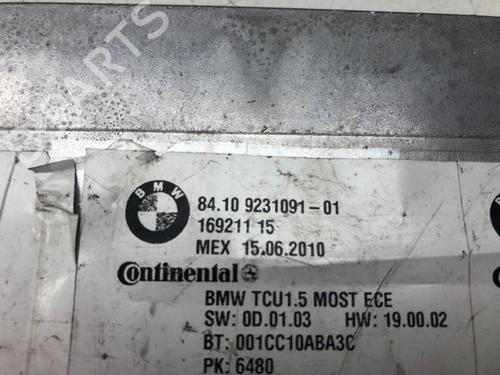 PARTS
BMW
84.10 9231091-01
169211 15
MEX 15.06.2010
Continental
BMW TCU1.5 MOST ECE
SW: 0D.01.03 HW: 19.00.02
BT: 001CC10ABA3C
PK: 6480